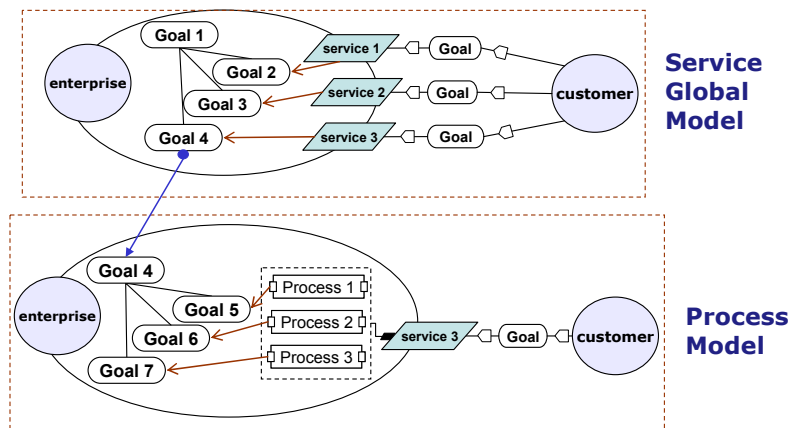 Goal 1
service 1
Goal
Goal 2
enterprise
service 2
Goal
customer
Goal 3
Goal 4
service 3
Goal
Service
Global
Model
Goal 4
Process 1
Goal 5
enterprise
Process 2
Goal 6
service 3
Goal
customer
Process 3
Goal 7
Process
Model